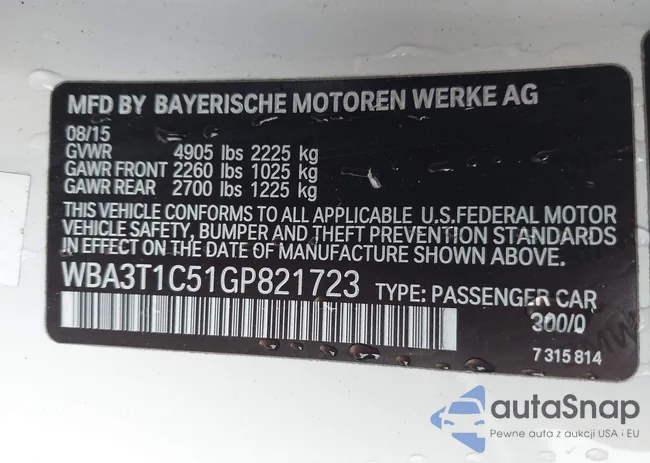 MFD BY BAYERISCHE MOTOREN WERKE AG
08/15
GVWR 4905 lbs 2225 kg
GAWR FRONT 2260 lbs 1025 kg
GAWR REAR 2700 lbs 1225 kg
THIS VEHICLE CONFORMS TO ALL APPLICABLE U.S.FEDERAL MOTOR
VEHICLE SAFETY, BUMPER AND THEFT PREVENTION STANDARDS
IN EFFECT ON THE DATE OF MANUFACTURE SHOWN ABOVE.
WBA3T1C51GP821723 TYPE: PASSENGER CAR
300/0
7 315 814
autaSnap
Pewne auta z aukcji USA i EU